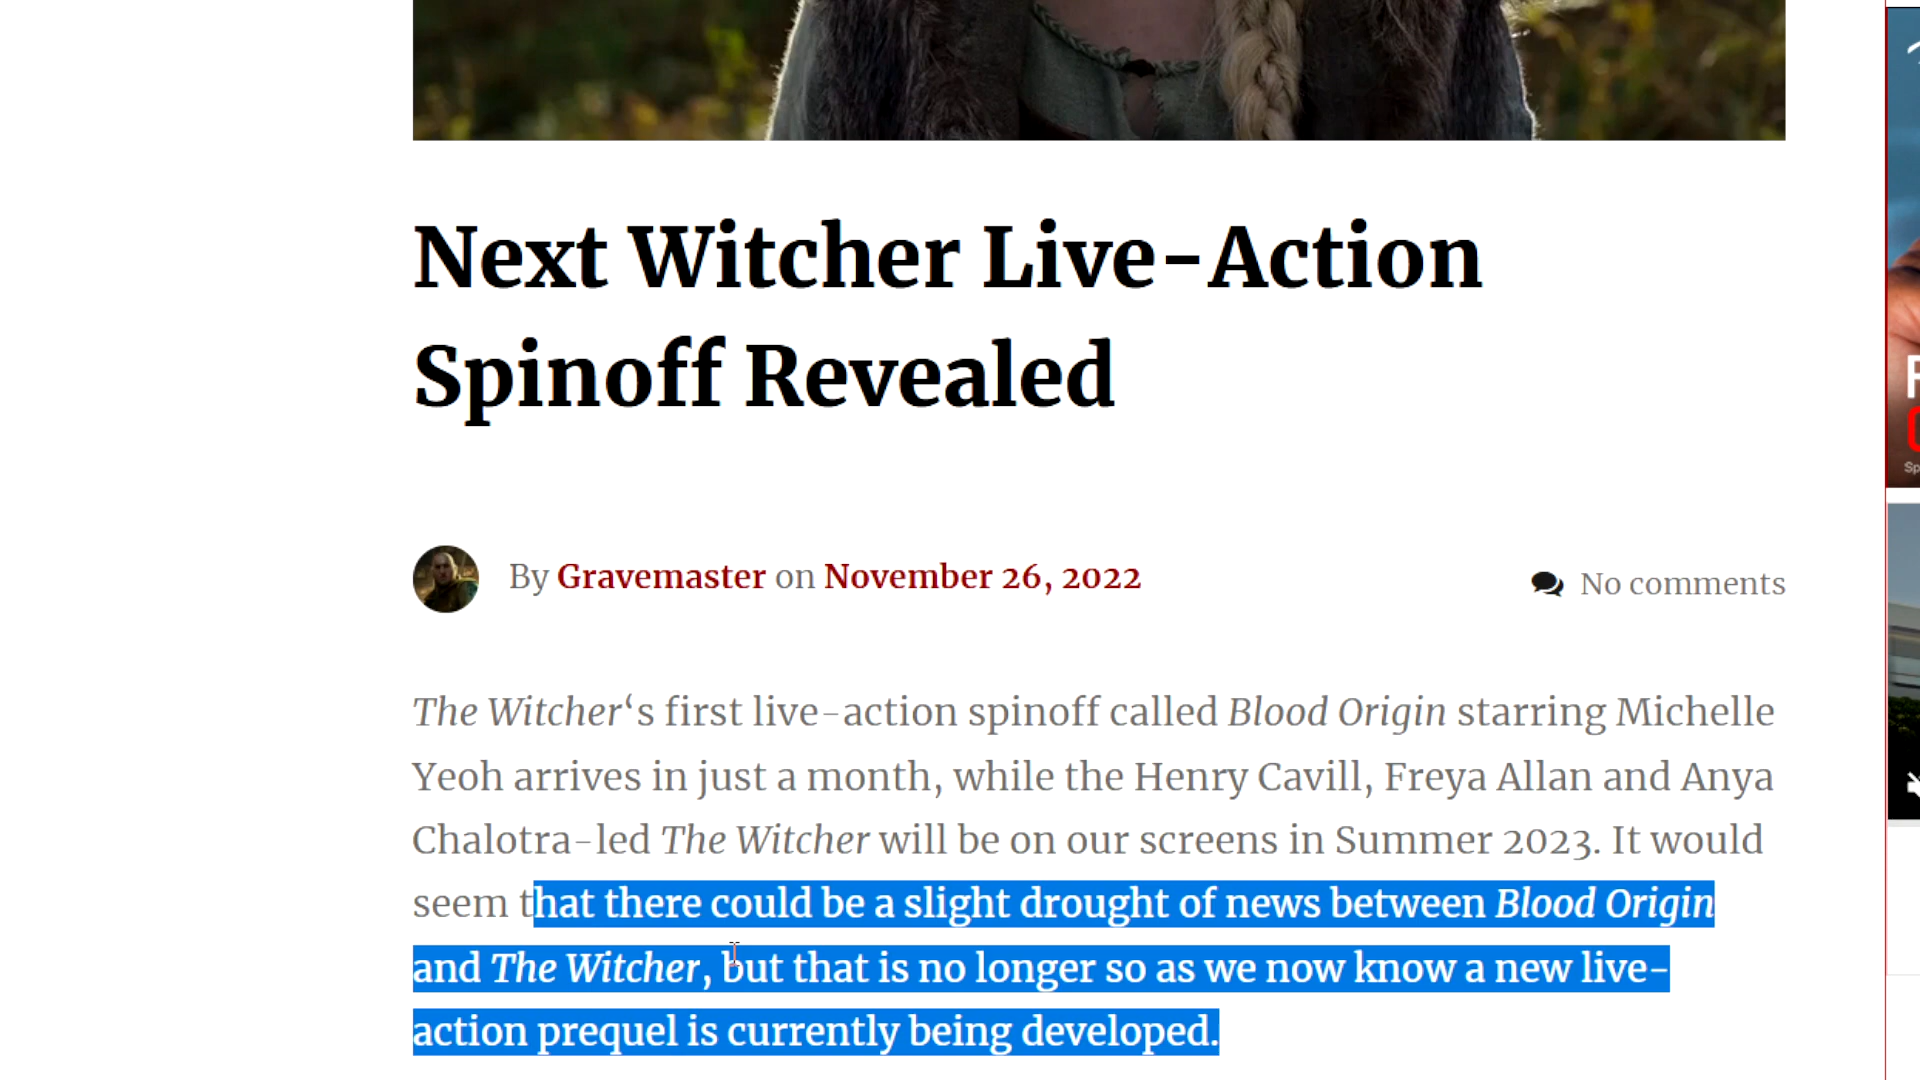 Next Witcher Live-Action
Spinoff Revealed
By Gravemaster on November 26, 2022
No comments
The Witcher‘s first live-action spinoff called Blood Origin starring Michelle
Yeoh arrives in just a month, while the Henry Cavill, Freya Allan and Anya
Chalotra-led The Witcher will be on our screens in Summer 2023. It would
seem that there could be a slight drought of news between Blood Origin
and The Witcher, but that is no longer so as we now know a new live-
action prequel is currently being developed.